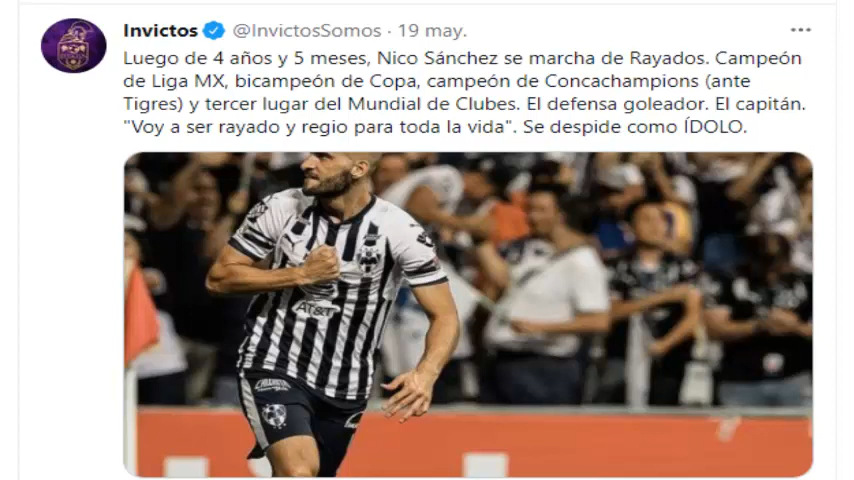 Invictos @InvictosSomos · 19 may.
Luego de 4 años y 5 meses, Nico Sánchez se marcha de Rayados. Campeón
de Liga MX, bicampeón de Copa, campeón de Concachampions (ante
Tigres) y tercer lugar del Mundial de Clubes. El defensa goleador. El capitán.
"Voy a ser rayado y regio para toda la vida". Se despide como ÍDOLO.
AT&T